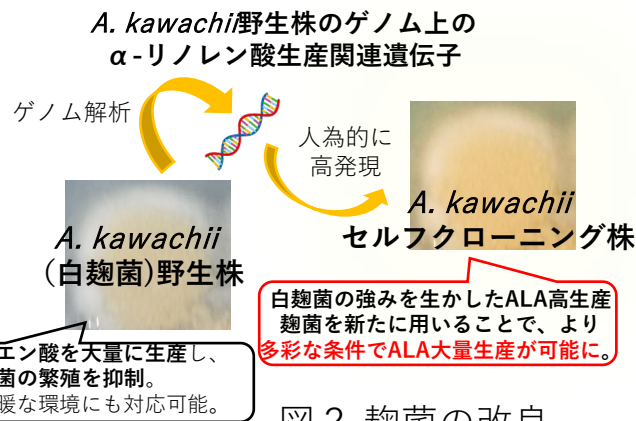 A. kawachii野生株のゲノム上の
α-リノレン酸生産関連遺伝子
ゲノム解析
人為的に
高発現
A. kawachii
セルフクローニング株
A. kawachii
(白麹菌)野生株
白麹菌の強みを生かしたALA高生産
麹菌を新たに用いることで、より
多彩な条件でALA大量生産が可能に。
エン酸を大量に生産し、
菌の繁殖を抑制。
暖な環境にも対応可能。
図2 麹菌の改良